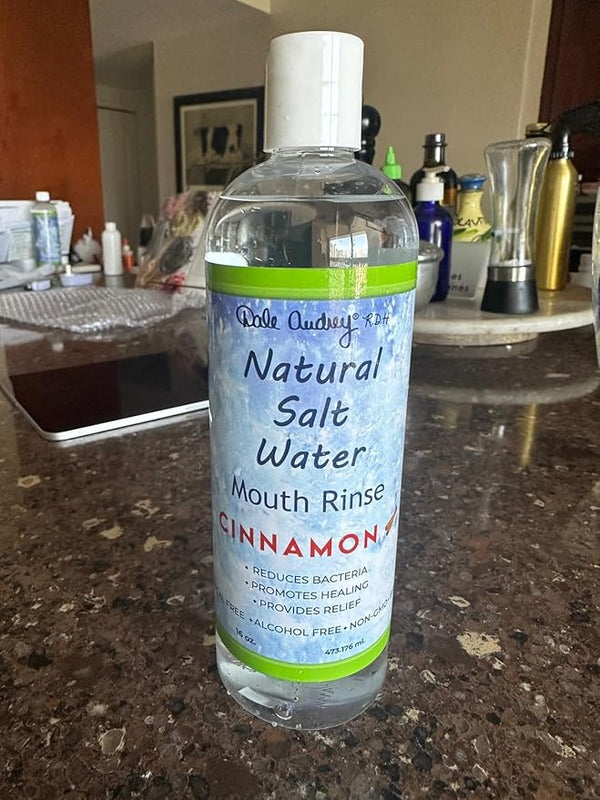 Dale Audrey® R.D.H
Natural
Salt
Water
Mouth Rinse
CINNAMON
• REDUCES BACTERIA
• PROMOTES HEALING
• PROVIDES RELIEF
FREE • ALCOHOL FREE • NON-GMO
16 oz. 473.176 mL